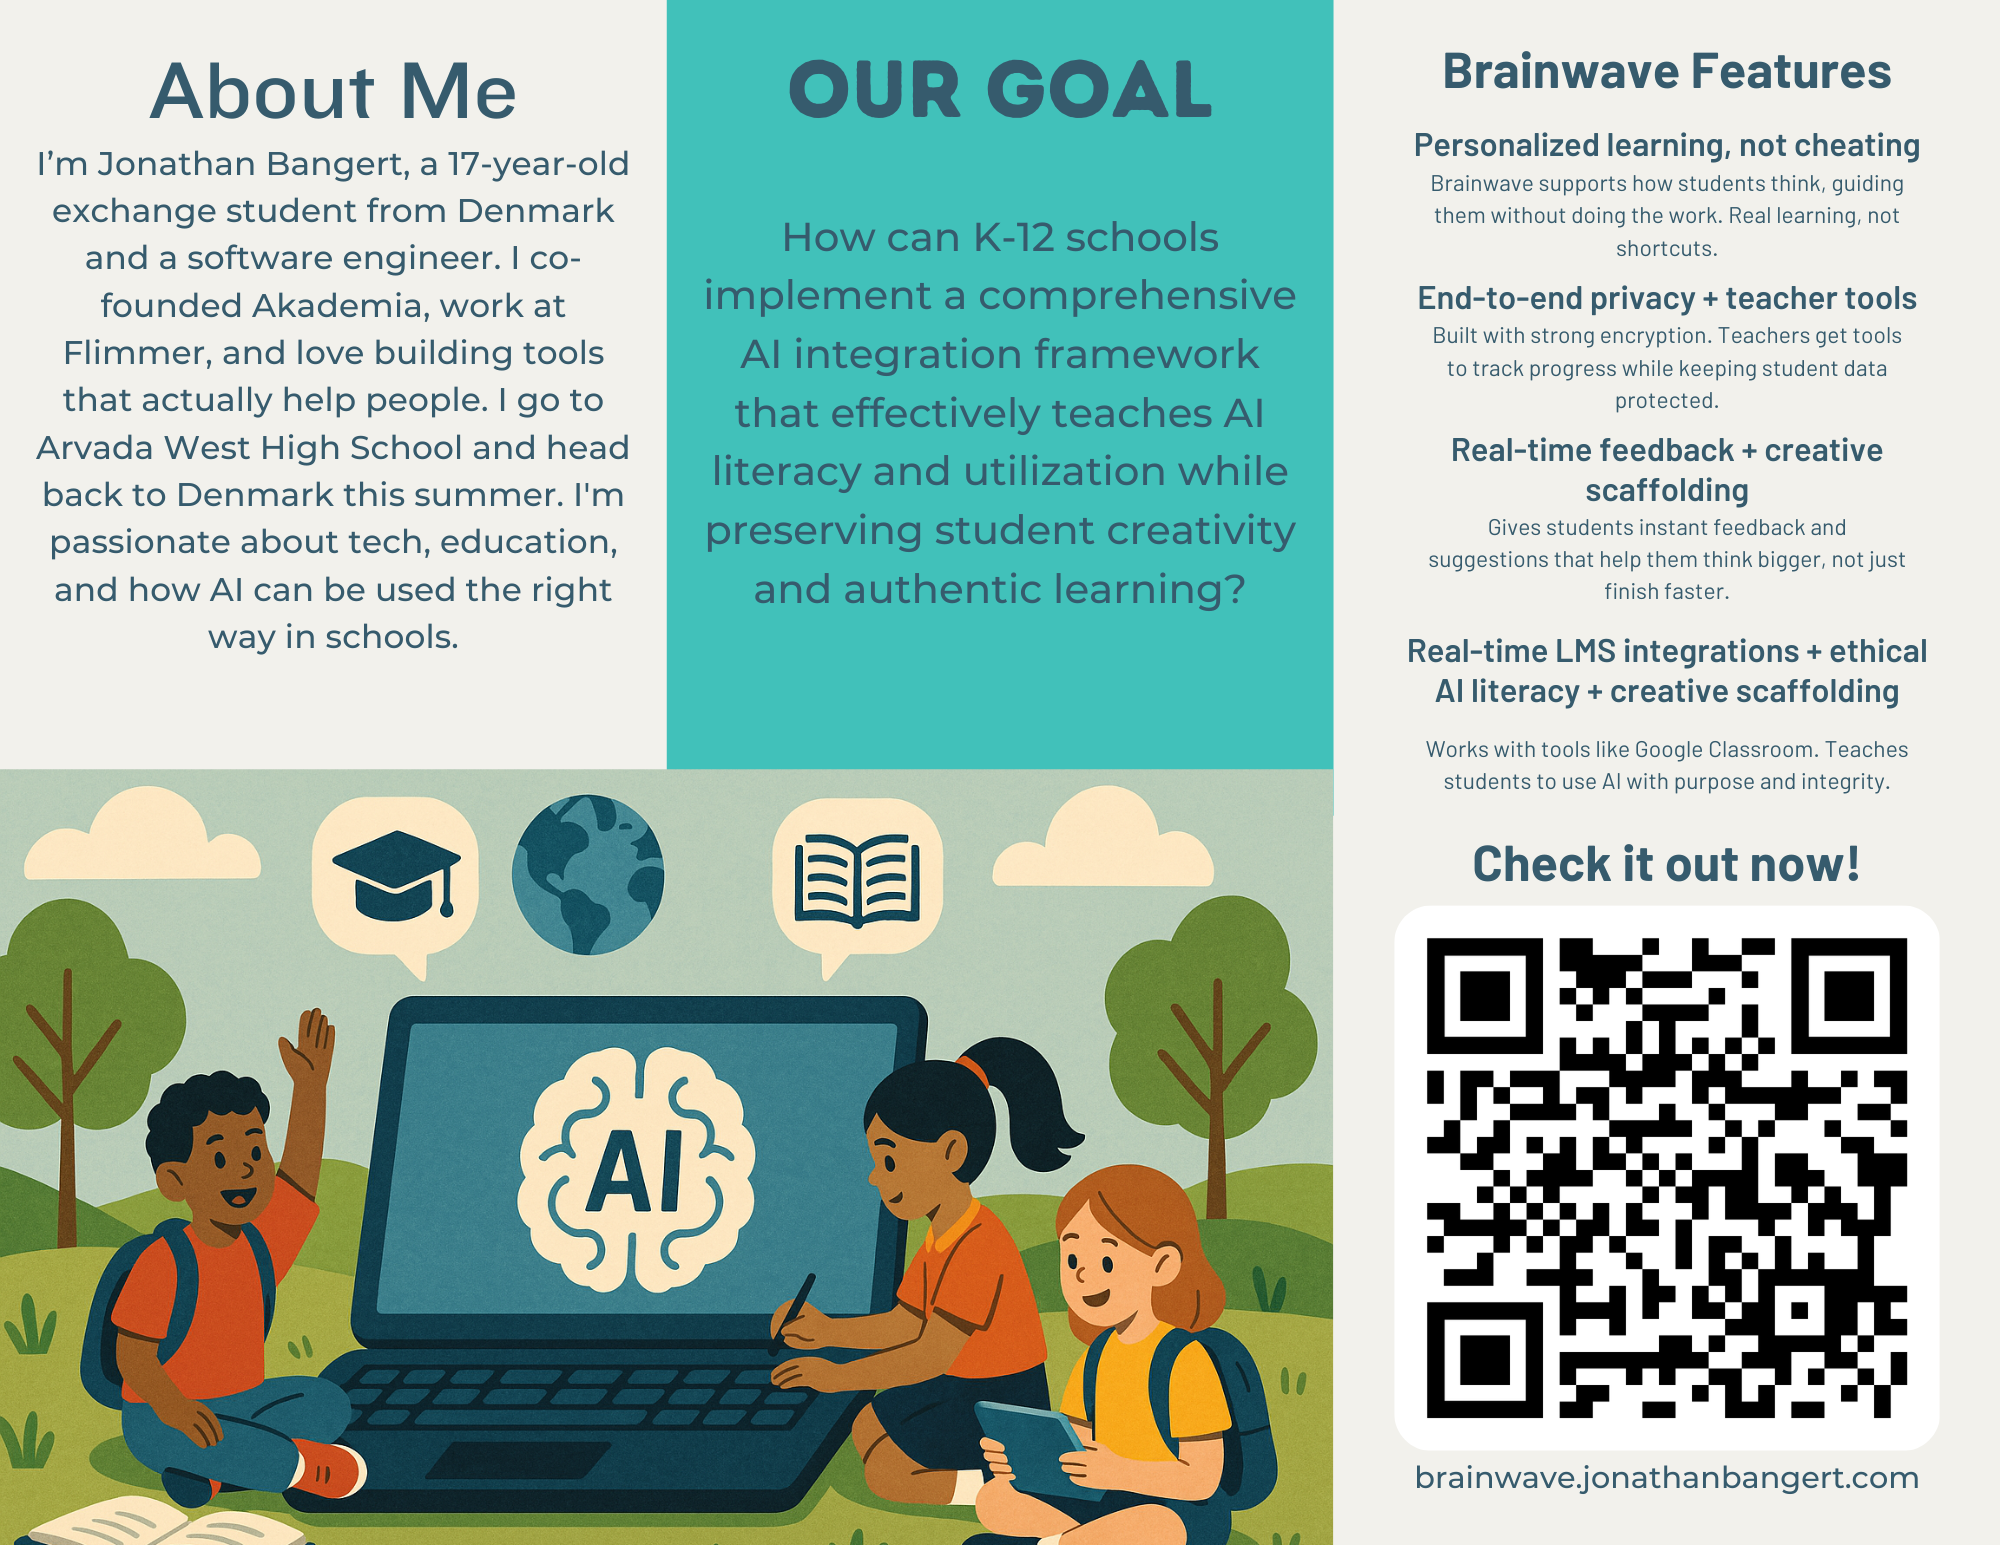 About Me
I’m Jonathan Bangert, a 17-year-old
exchange student from Denmark
and a software engineer. I co-
founded Akademia, work at
Flimmer, and love building tools
that actually help people. I go to
Arvada West High School and head
back to Denmark this summer. I'm
passionate about tech, education,
and how AI can be used the right
way in schools.
OUR GOAL
How can K-12 schools
implement a comprehensive
AI integration framework
that effectively teaches AI
literacy and utilization while
preserving student creativity
and authentic learning?
AI
Brainwave Features
Personalized learning, not cheating
Brainwave supports how students think, guiding
them without doing the work. Real learning, not
shortcuts.
End-to-end privacy + teacher tools
Built with strong encryption. Teachers get tools
to track progress while keeping student data
protected.
Real-time feedback + creative
scaffolding
Gives students instant feedback and
suggestions that help them think bigger, not just
finish faster.
Real-time LMS integrations + ethical
AI literacy + creative scaffolding
Works with tools like Google Classroom. Teaches
students to use AI with purpose and integrity.
Check it out now!
brainwave.jonathanbangert.com